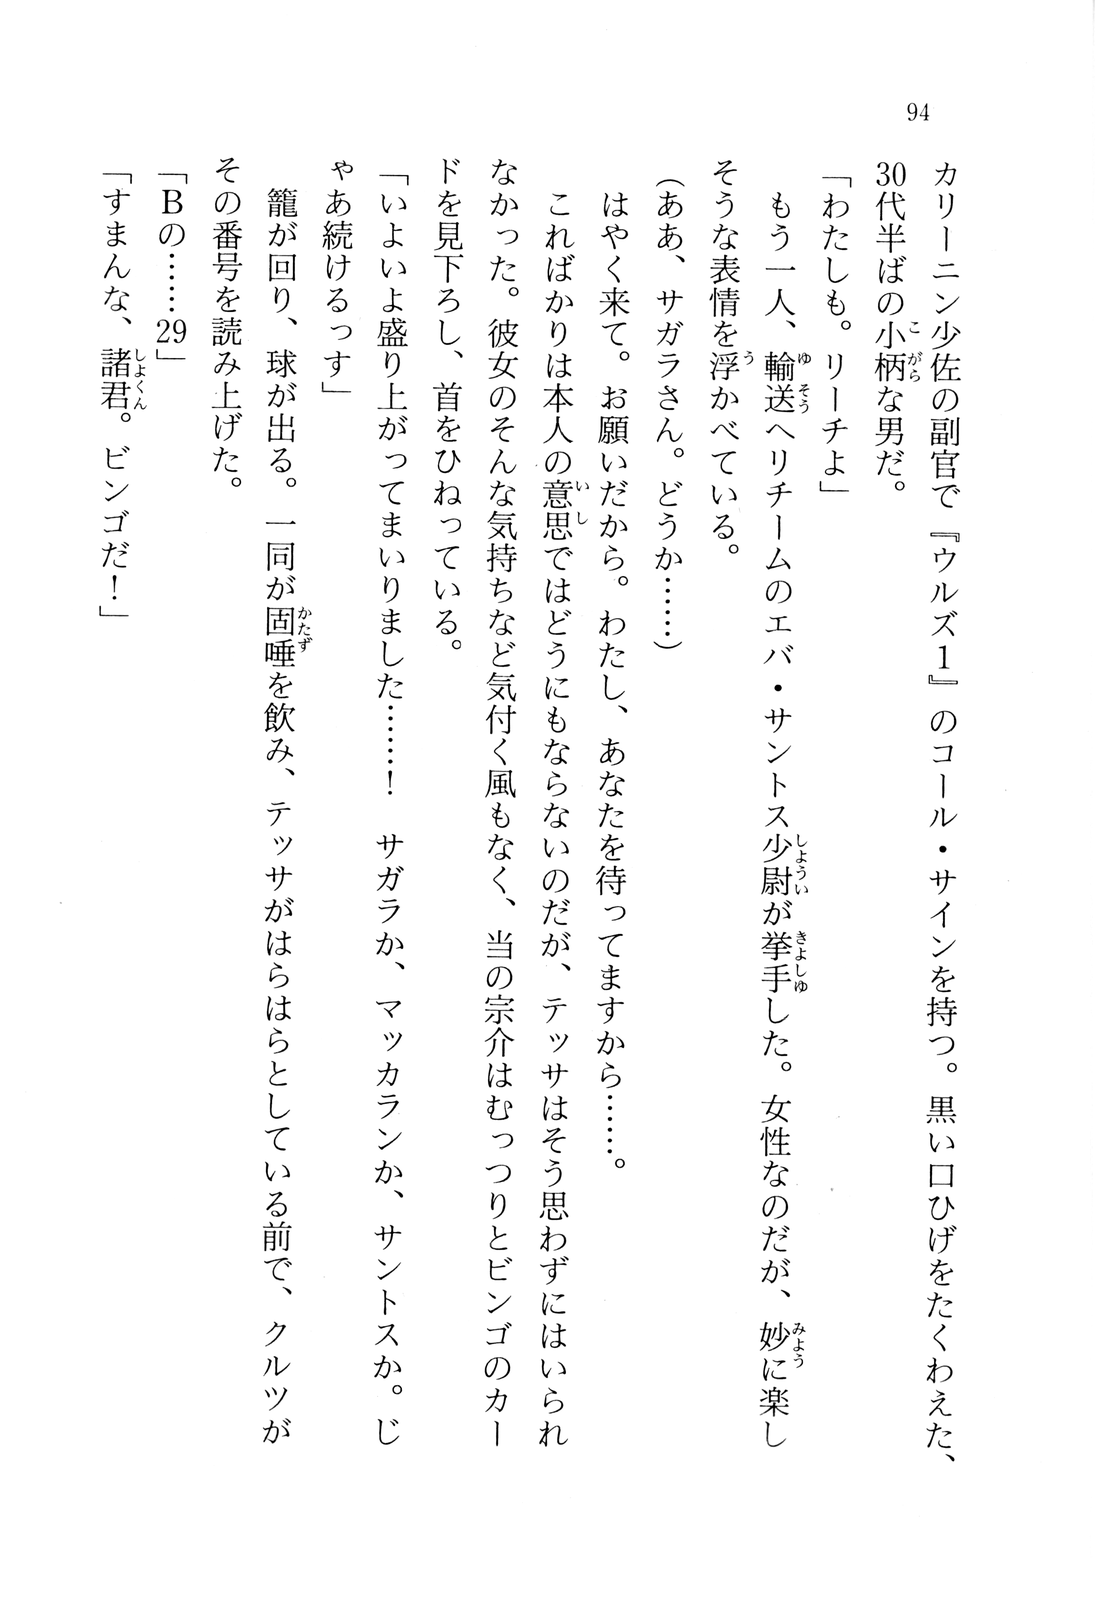 94
カリーニン少佐の副官で『ウルズ1』のコール・サインを持つ。黒い口ひげをたくわえた、
30代半ばの小柄な男だ。
「わたしも。リーチよ」
　もう一人、輸送ヘリチームのエバ・サントス少尉が挙手した。女性なのだが、妙に楽し
そうな表情を浮かべている。
（ああ、サガラさん。どうか……）
　はやく来て。お願いだから。わたし、あなたを待ってますから……。
　こればかりは本人の意思ではどうにもならないのだが、テッサはそう思わずにはいられ
なかった。彼女のそんな気持ちなど気付く風もなく、当の宗介はむっつりとビンゴのカー
ドを見下ろし、首をひねっている。
「いよいよ盛り上がってまいりました……！　サガラか、マッカランか、サントスか。じ
ゃあ続けるっす」
　籠が回り、球が出る。一同が固唾を飲み、テッサがはらはらとしている前で、クルツが
その番号を読み上げた。
「Bの……29」
「すまんな、諸君。ビンゴだ！」